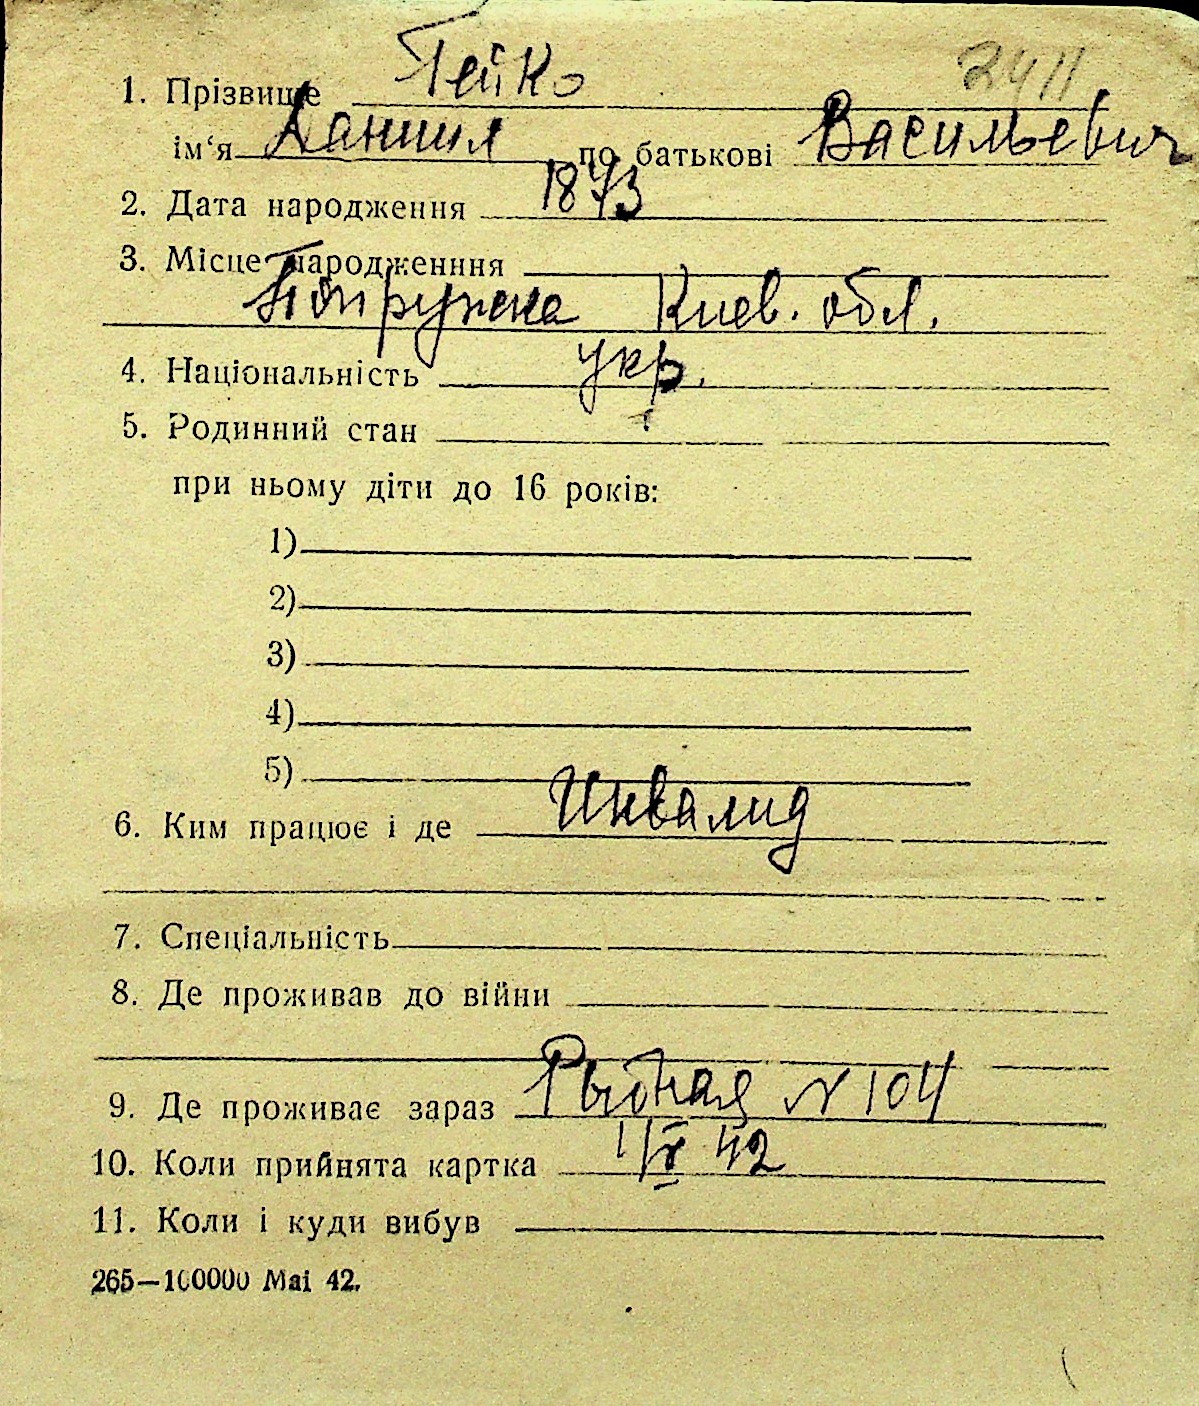 2411
1. Прізвище Гейко
ім‘я Даниил по батькові Васильевич
2. Дата народження 1873
3. Місце народженння
Киев. обл.
4. Національність укр.
5. Родинний стан
при ньому діти до 16 років:
1)
2)
3)
4)
5)
6. Ким працює і де Инвалид
7. Спеціальність
8. Де проживав до війни
9. Де проживає зараз Рыбная № 104
10. Коли прийнята картка 1/V 42
11. Коли і куди вибув
265—100000 Mai 42.